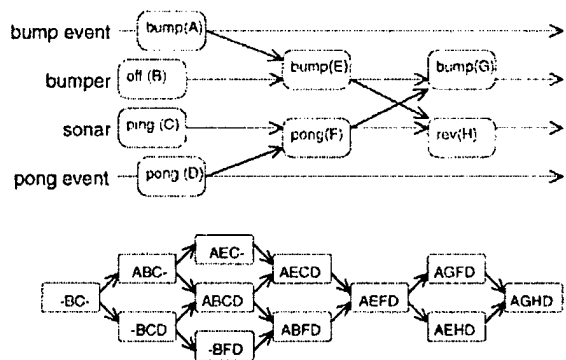 bump event bump(A)
bumper off (B) bump(E) bump(G)
sonar ping (C) pong(F) rev(H)
pong event pong (D)
AEC-
ABC- AECD AGFD
-BC- ABCD AEFD AGHD
-BCD ABFD AEHD
-BFD